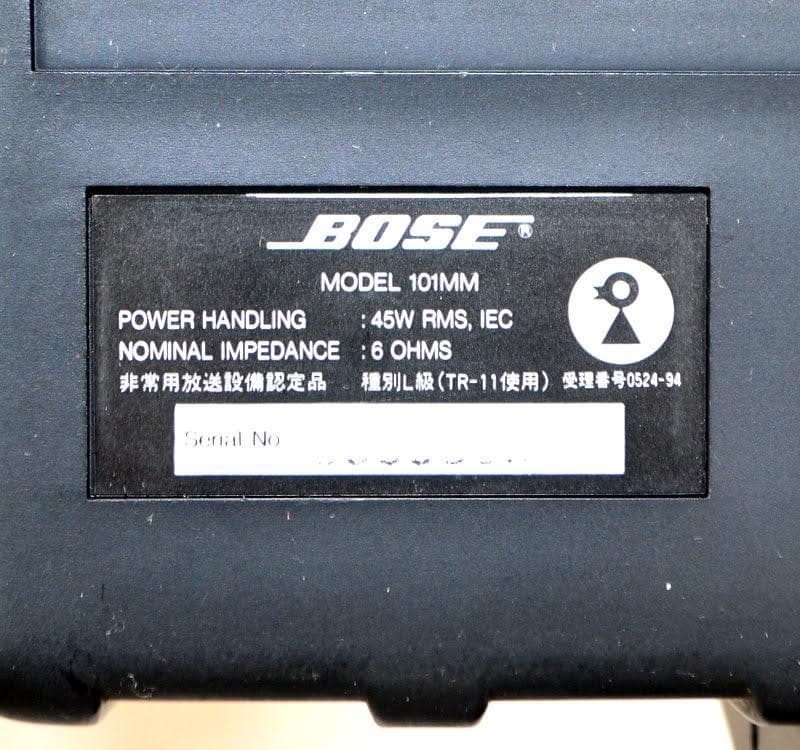 BOSE®
MODEL 101MM
POWER HANDLING : 45W RMS, IEC
NOMINAL IMPEDANCE : 6 OHMS
非常用放送設備認定品 種別L級(TR-11使用) 受理番号0524-94
Serial No